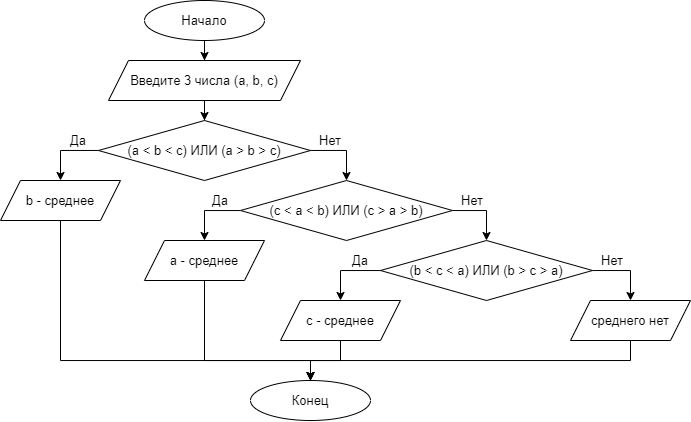 Начало
Введите 3 числа (a, b, c)
Да
Нет
(a < b < c) ИЛИ (a > b > c)
b - среднее
Да
Нет
(c < a < b) ИЛИ (c > a > b)
a - среднее
Да
Нет
(b < c < a) ИЛИ (b > c > a)
c - среднее
среднего нет
Конец